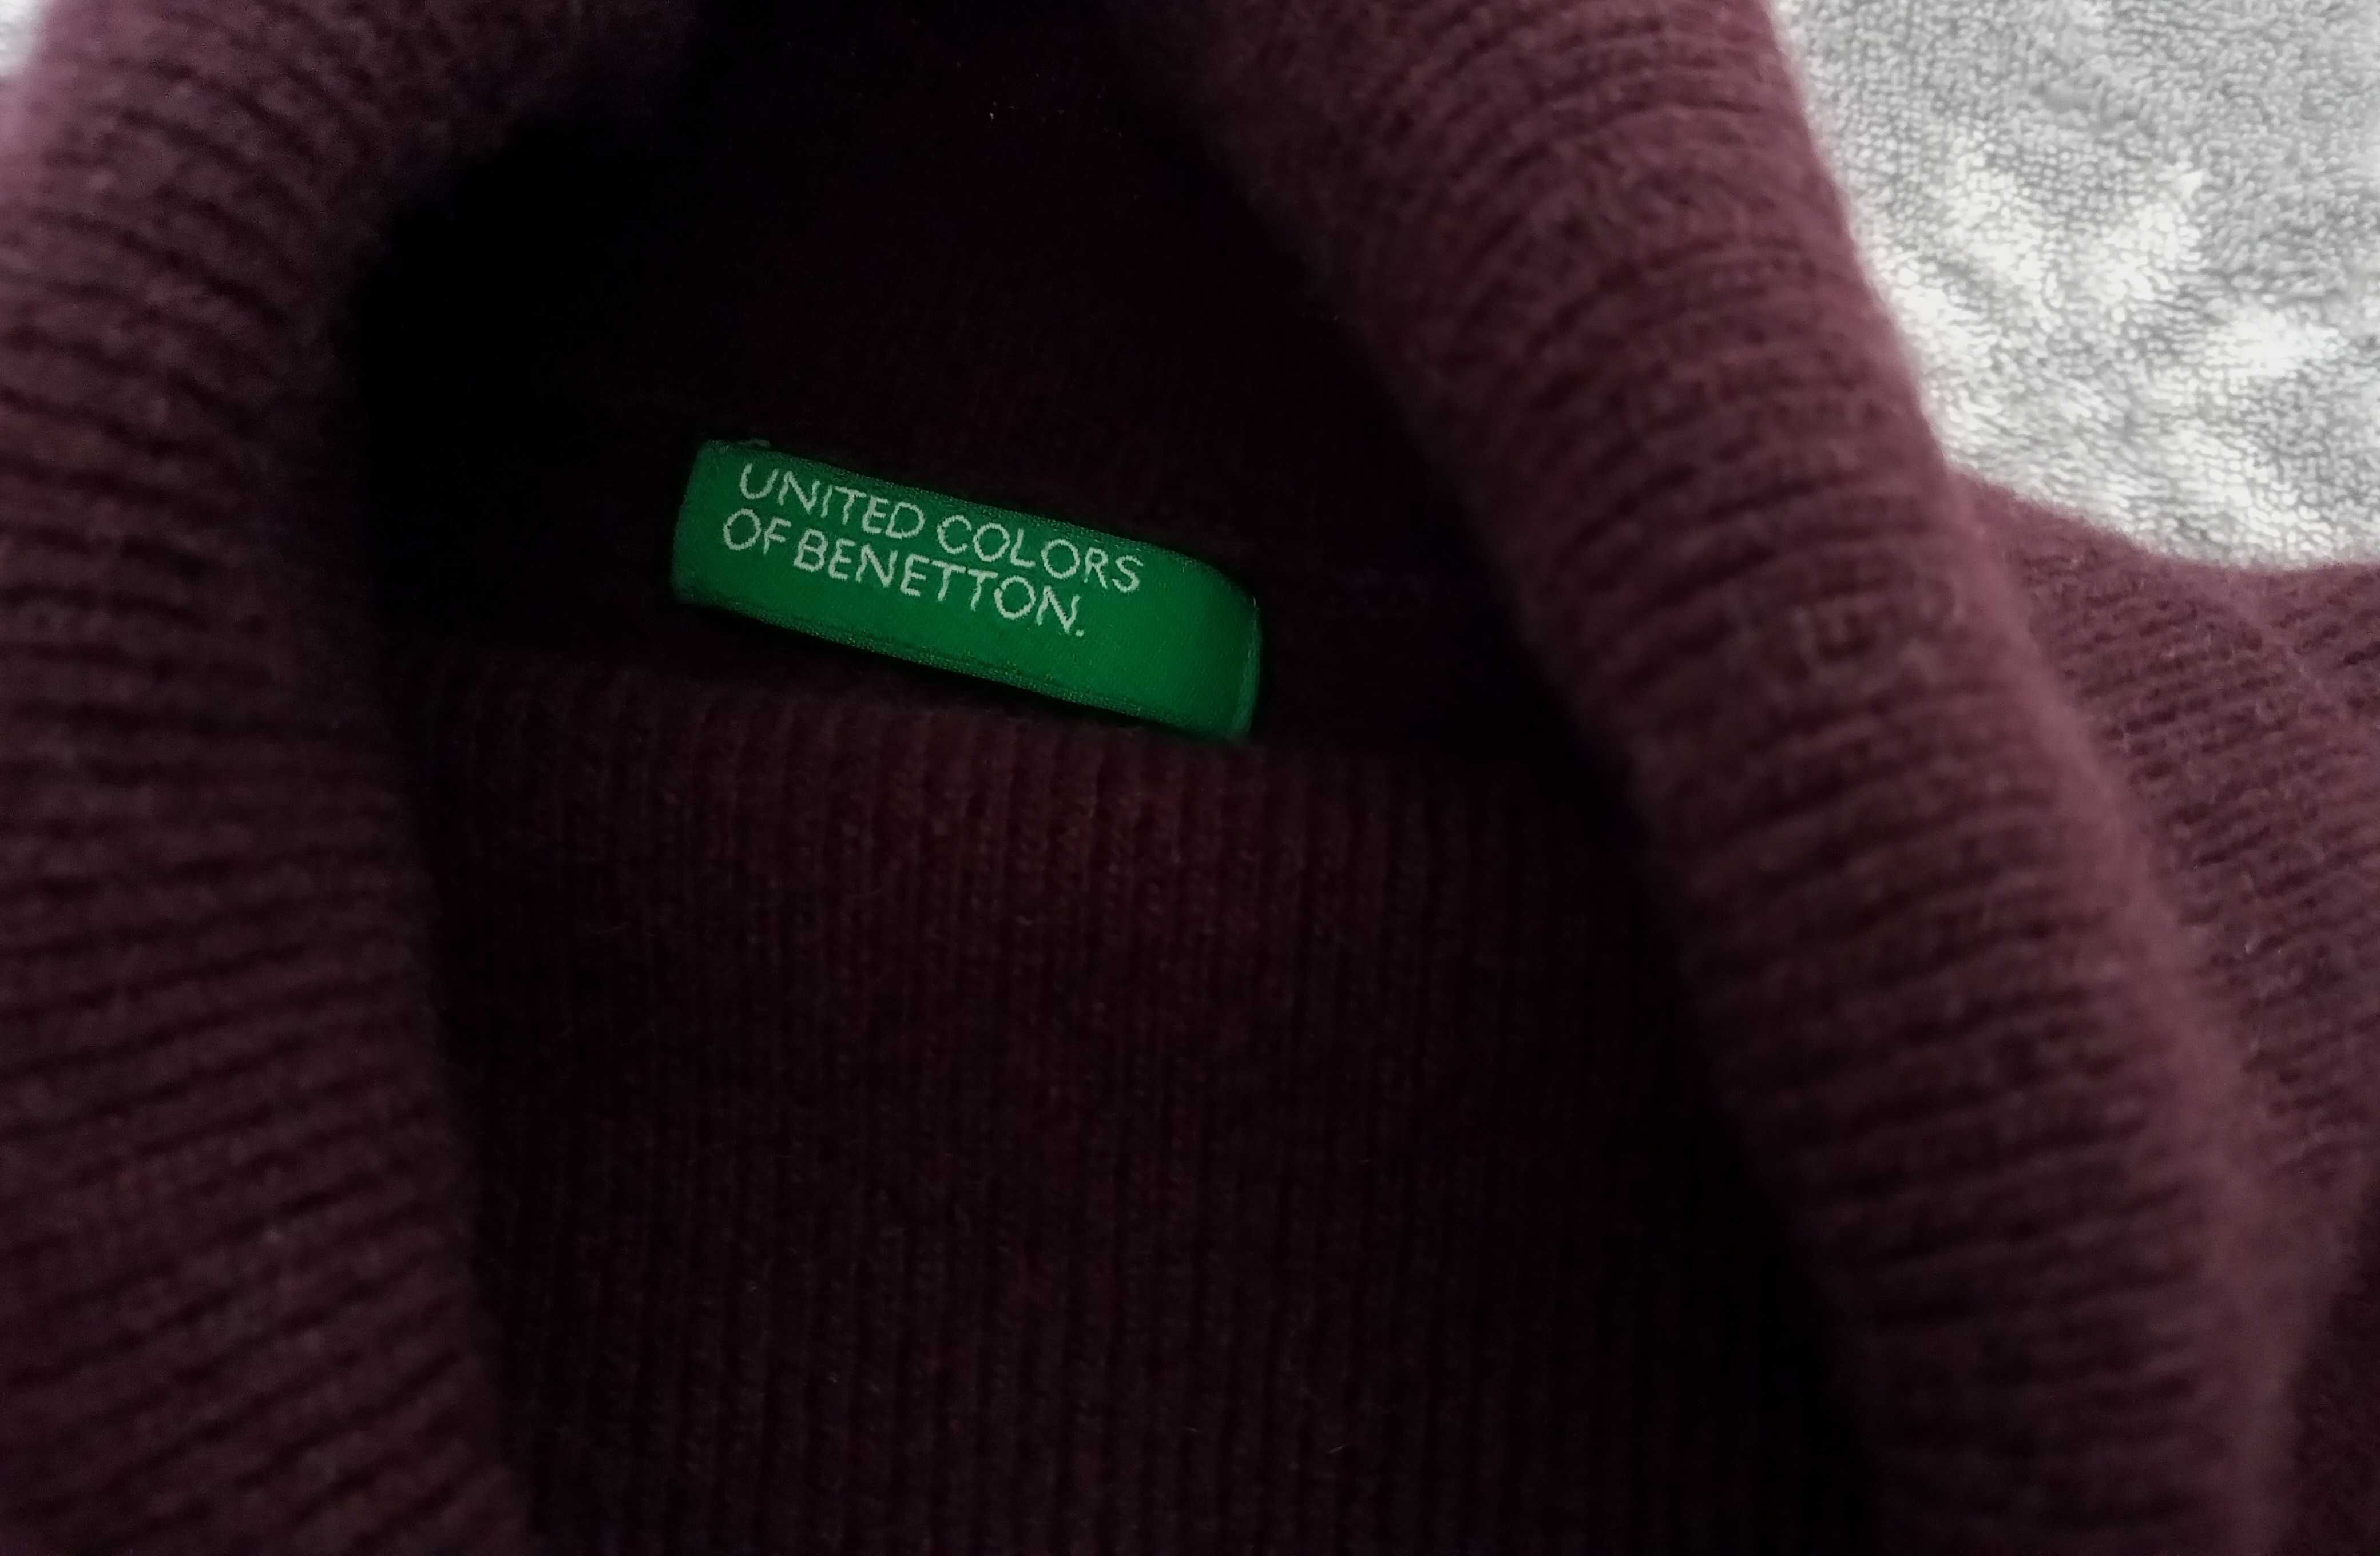 UNITED COLORS
OF BENETTON.